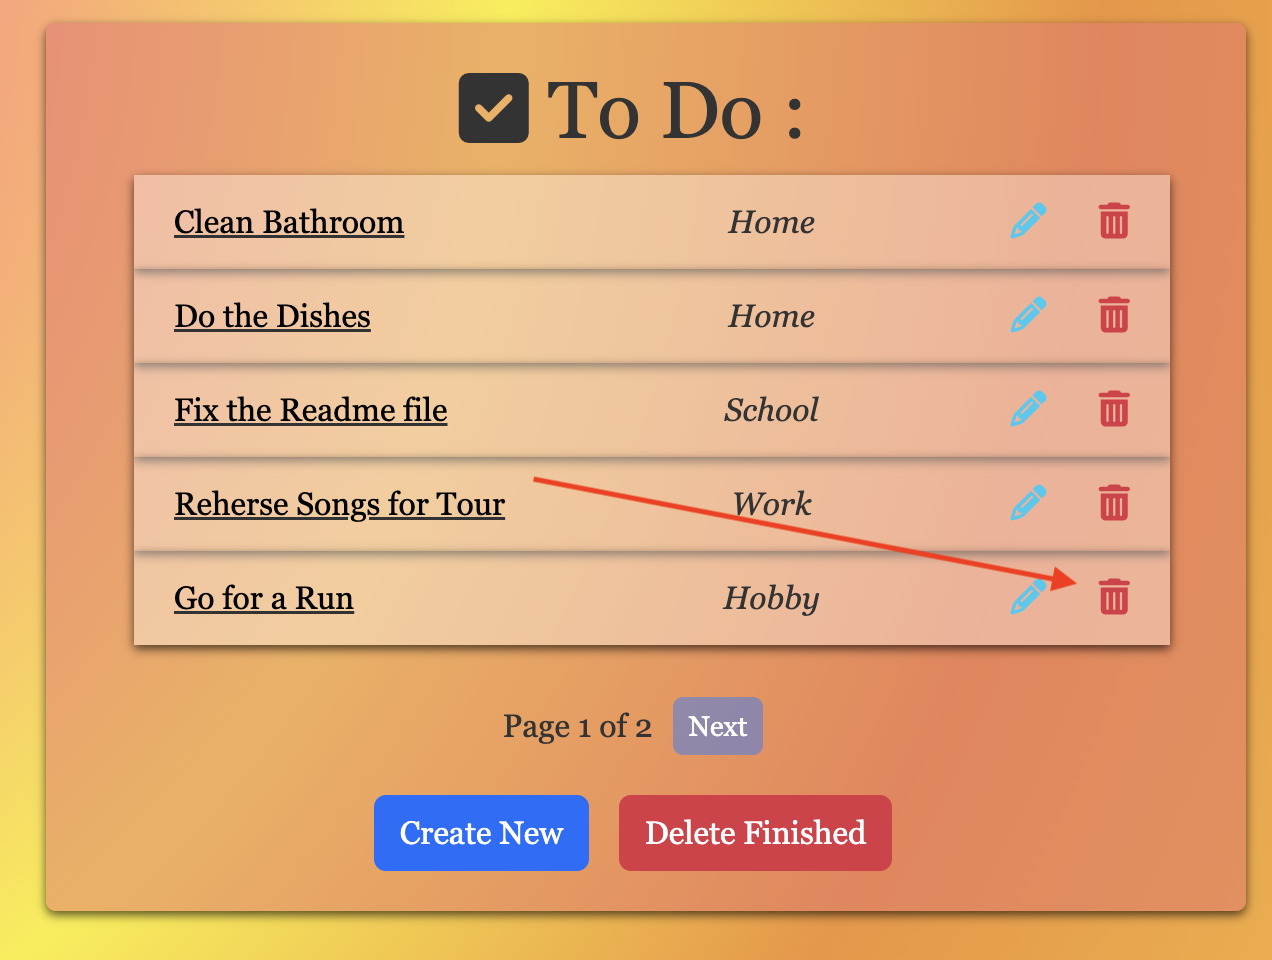 To Do :
Clean Bathroom Home
Do the Dishes Home
Fix the Readme file School
Reherse Songs for Tour Work
Go for a Run Hobby
Page 1 of 2 Next
Create New Delete Finished